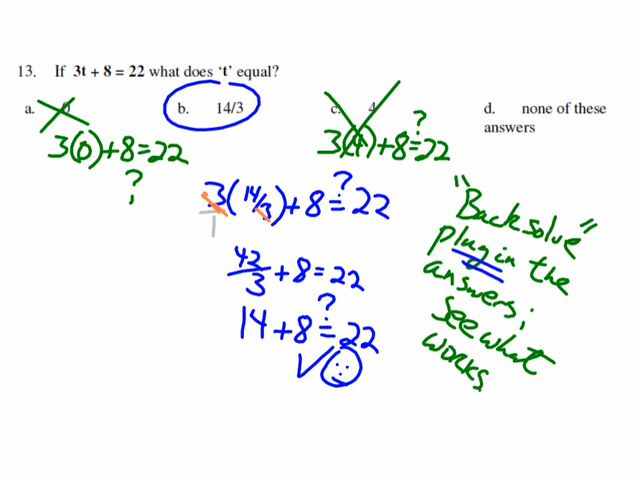 13. If 3t + 8 = 22 what does ‘t’ equal?
a. 0 b. 14/3 c. 4 d. none of these
answers
3(0)+8=22
?
3(4)+8=22
?
3(14/3)+8=22
?
1
42/3+8=22
14+8=22
?
"Backsolve"
plug in the
answers;
see what
works